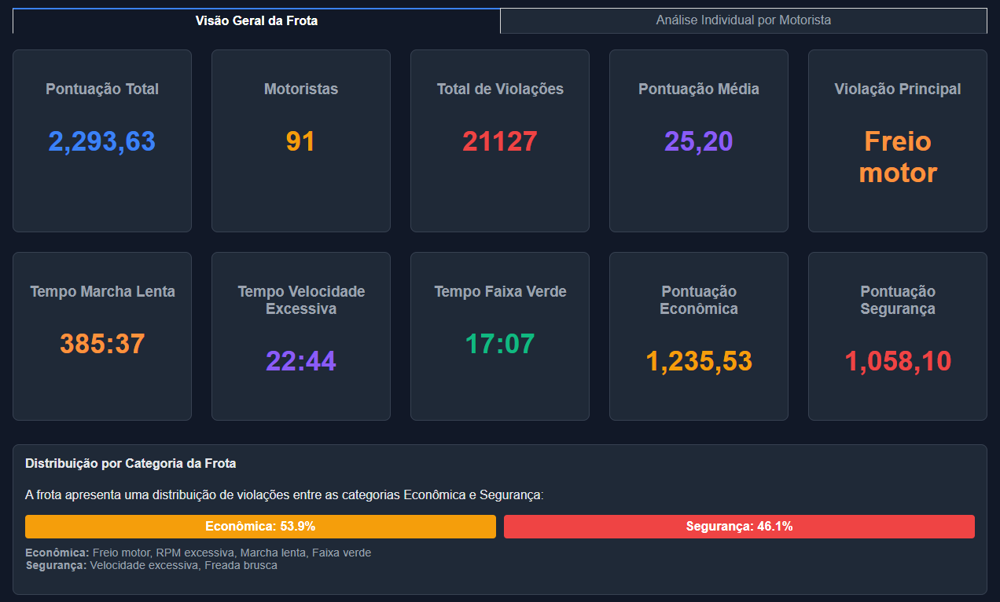 Visão Geral da Frota
Análise Individual por Motorista
Pontuação Total
2,293,63
Motoristas
91
Total de Violações
21127
Pontuação Média
25,20
Violação Principal
Freio
motor
Tempo Marcha Lenta
385:37
Tempo Velocidade
Excessiva
22:44
Tempo Faixa Verde
17:07
Pontuação
Econômica
1,235,53
Pontuação
Segurança
1,058,10
Distribuição por Categoria da Frota
A frota apresenta uma distribuição de violações entre as categorias Econômica e Segurança:
Econômica: 53.9%
Segurança: 46.1%
Econômica: Freio motor, RPM excessiva, Marcha lenta, Faixa verde
Segurança: Velocidade excessiva, Freada brusca